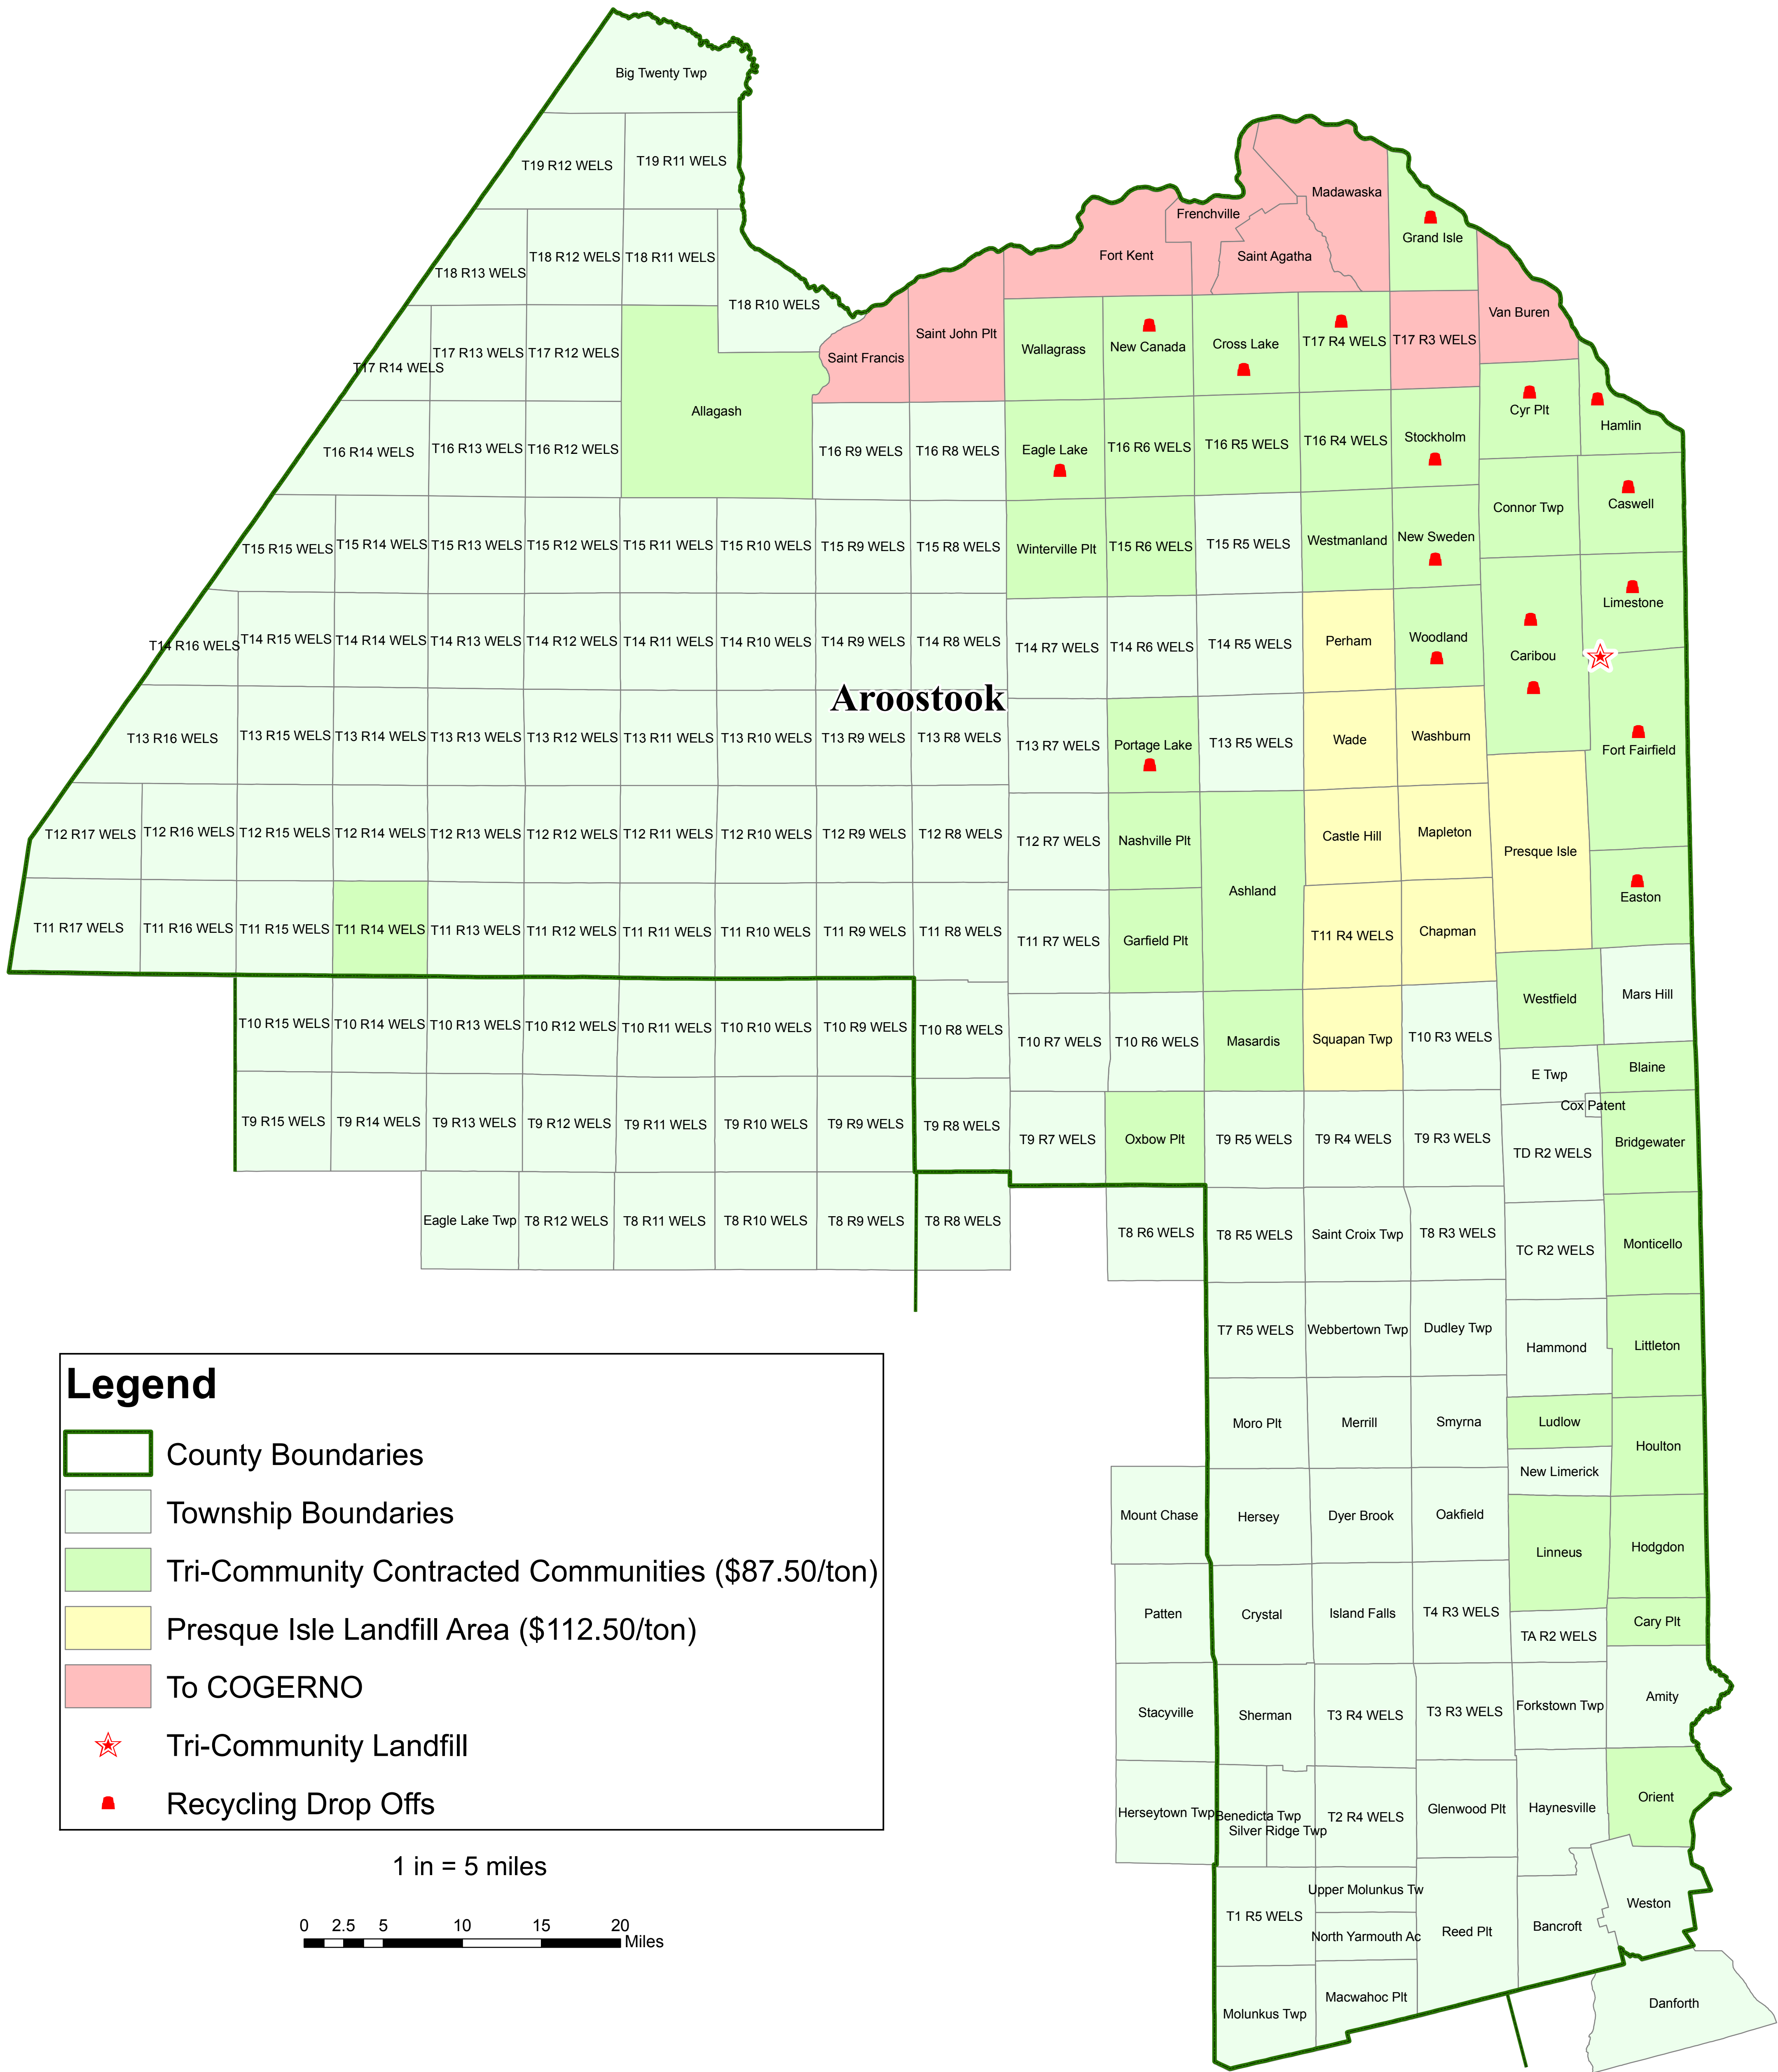 Big Twenty Twp
T19 R12 WELS
T19 R11 WELS
Madawaska
Frenchville
Grand Isle
Fort Kent
Saint Agatha
T18 R13 WELS
T18 R12 WELS
T18 R11 WELS
T18 R10 WELS
Van Buren
Saint John Plt
Saint Francis
T17 R14 WELS
T17 R13 WELS
T17 R12 WELS
Wallagrass
New Canada
Cross Lake
T17 R4 WELS
T17 R3 WELS
Allagash
Cyr Plt
Hamlin
T16 R14 WELS
T16 R13 WELS
T16 R12 WELS
T16 R9 WELS
T16 R8 WELS
Eagle Lake
T16 R6 WELS
T16 R5 WELS
T16 R4 WELS
Stockholm
Connor Twp
Caswell
T15 R15 WELS
T15 R14 WELS
T15 R13 WELS
T15 R12 WELS
T15 R11 WELS
T15 R10 WELS
T15 R9 WELS
T15 R8 WELS
Winterville Plt
T15 R6 WELS
T15 R5 WELS
Westmanland
New Sweden
Limestone
T14 R16 WELS
T14 R15 WELS
T14 R14 WELS
T14 R13 WELS
T14 R12 WELS
T14 R11 WELS
T14 R10 WELS
T14 R9 WELS
T14 R8 WELS
T14 R7 WELS
T14 R6 WELS
T14 R5 WELS
Perham
Woodland
Caribou
Aroostook
T13 R16 WELS
T13 R15 WELS
T13 R14 WELS
T13 R13 WELS
T13 R12 WELS
T13 R11 WELS
T13 R10 WELS
T13 R9 WELS
T13 R8 WELS
T13 R7 WELS
Portage Lake
T13 R5 WELS
Wade
Washburn
Fort Fairfield
T12 R17 WELS
T12 R16 WELS
T12 R15 WELS
T12 R14 WELS
T12 R13 WELS
T12 R12 WELS
T12 R11 WELS
T12 R10 WELS
T12 R9 WELS
T12 R8 WELS
T12 R7 WELS
Nashville Plt
Castle Hill
Mapleton
Presque Isle
Ashland
Easton
T11 R17 WELS
T11 R16 WELS
T11 R15 WELS
T11 R14 WELS
T11 R13 WELS
T11 R12 WELS
T11 R11 WELS
T11 R10 WELS
T11 R9 WELS
T11 R8 WELS
T11 R7 WELS
Garfield Plt
T11 R4 WELS
Chapman
Westfield
Mars Hill
T10 R15 WELS
T10 R14 WELS
T10 R13 WELS
T10 R12 WELS
T10 R11 WELS
T10 R10 WELS
T10 R9 WELS
T10 R8 WELS
T10 R7 WELS
T10 R6 WELS
Masardis
Squapan Twp
T10 R3 WELS
E Twp
Blaine
Cox Patent
T9 R15 WELS
T9 R14 WELS
T9 R13 WELS
T9 R12 WELS
T9 R11 WELS
T9 R10 WELS
T9 R9 WELS
T9 R8 WELS
T9 R7 WELS
Oxbow Plt
T9 R5 WELS
T9 R4 WELS
T9 R3 WELS
TD R2 WELS
Bridgewater
Eagle Lake Twp
T8 R12 WELS
T8 R11 WELS
T8 R10 WELS
T8 R9 WELS
T8 R8 WELS
T8 R6 WELS
T8 R5 WELS
Saint Croix Twp
T8 R3 WELS
TC R2 WELS
Monticello
T7 R5 WELS
Webbertown Twp
Dudley Twp
Hammond
Littleton
Moro Plt
Merrill
Smyrna
Ludlow
Houlton
New Limerick
Mount Chase
Hersey
Dyer Brook
Oakfield
Linneus
Hodgdon
Patten
Crystal
Island Falls
T4 R3 WELS
TA R2 WELS
Cary Plt
Stacyville
Sherman
T3 R4 WELS
T3 R3 WELS
Forkstown Twp
Amity
Herseytown Twp
Benedicta Twp
Silver Ridge Twp
T2 R4 WELS
Glenwood Plt
Haynesville
Orient
Upper Molunkus Tw
T1 R5 WELS
North Yarmouth Ac
Reed Plt
Bancroft
Weston
Molunkus Twp
Macwahoc Plt
Danforth
Legend
County Boundaries
Township Boundaries
Tri-Community Contracted Communities ($87.50/ton)
Presque Isle Landfill Area ($112.50/ton)
To COGERNO
Tri-Community Landfill
Recycling Drop Offs
1 in = 5 miles
0 2.5 5 10 15 20
Miles